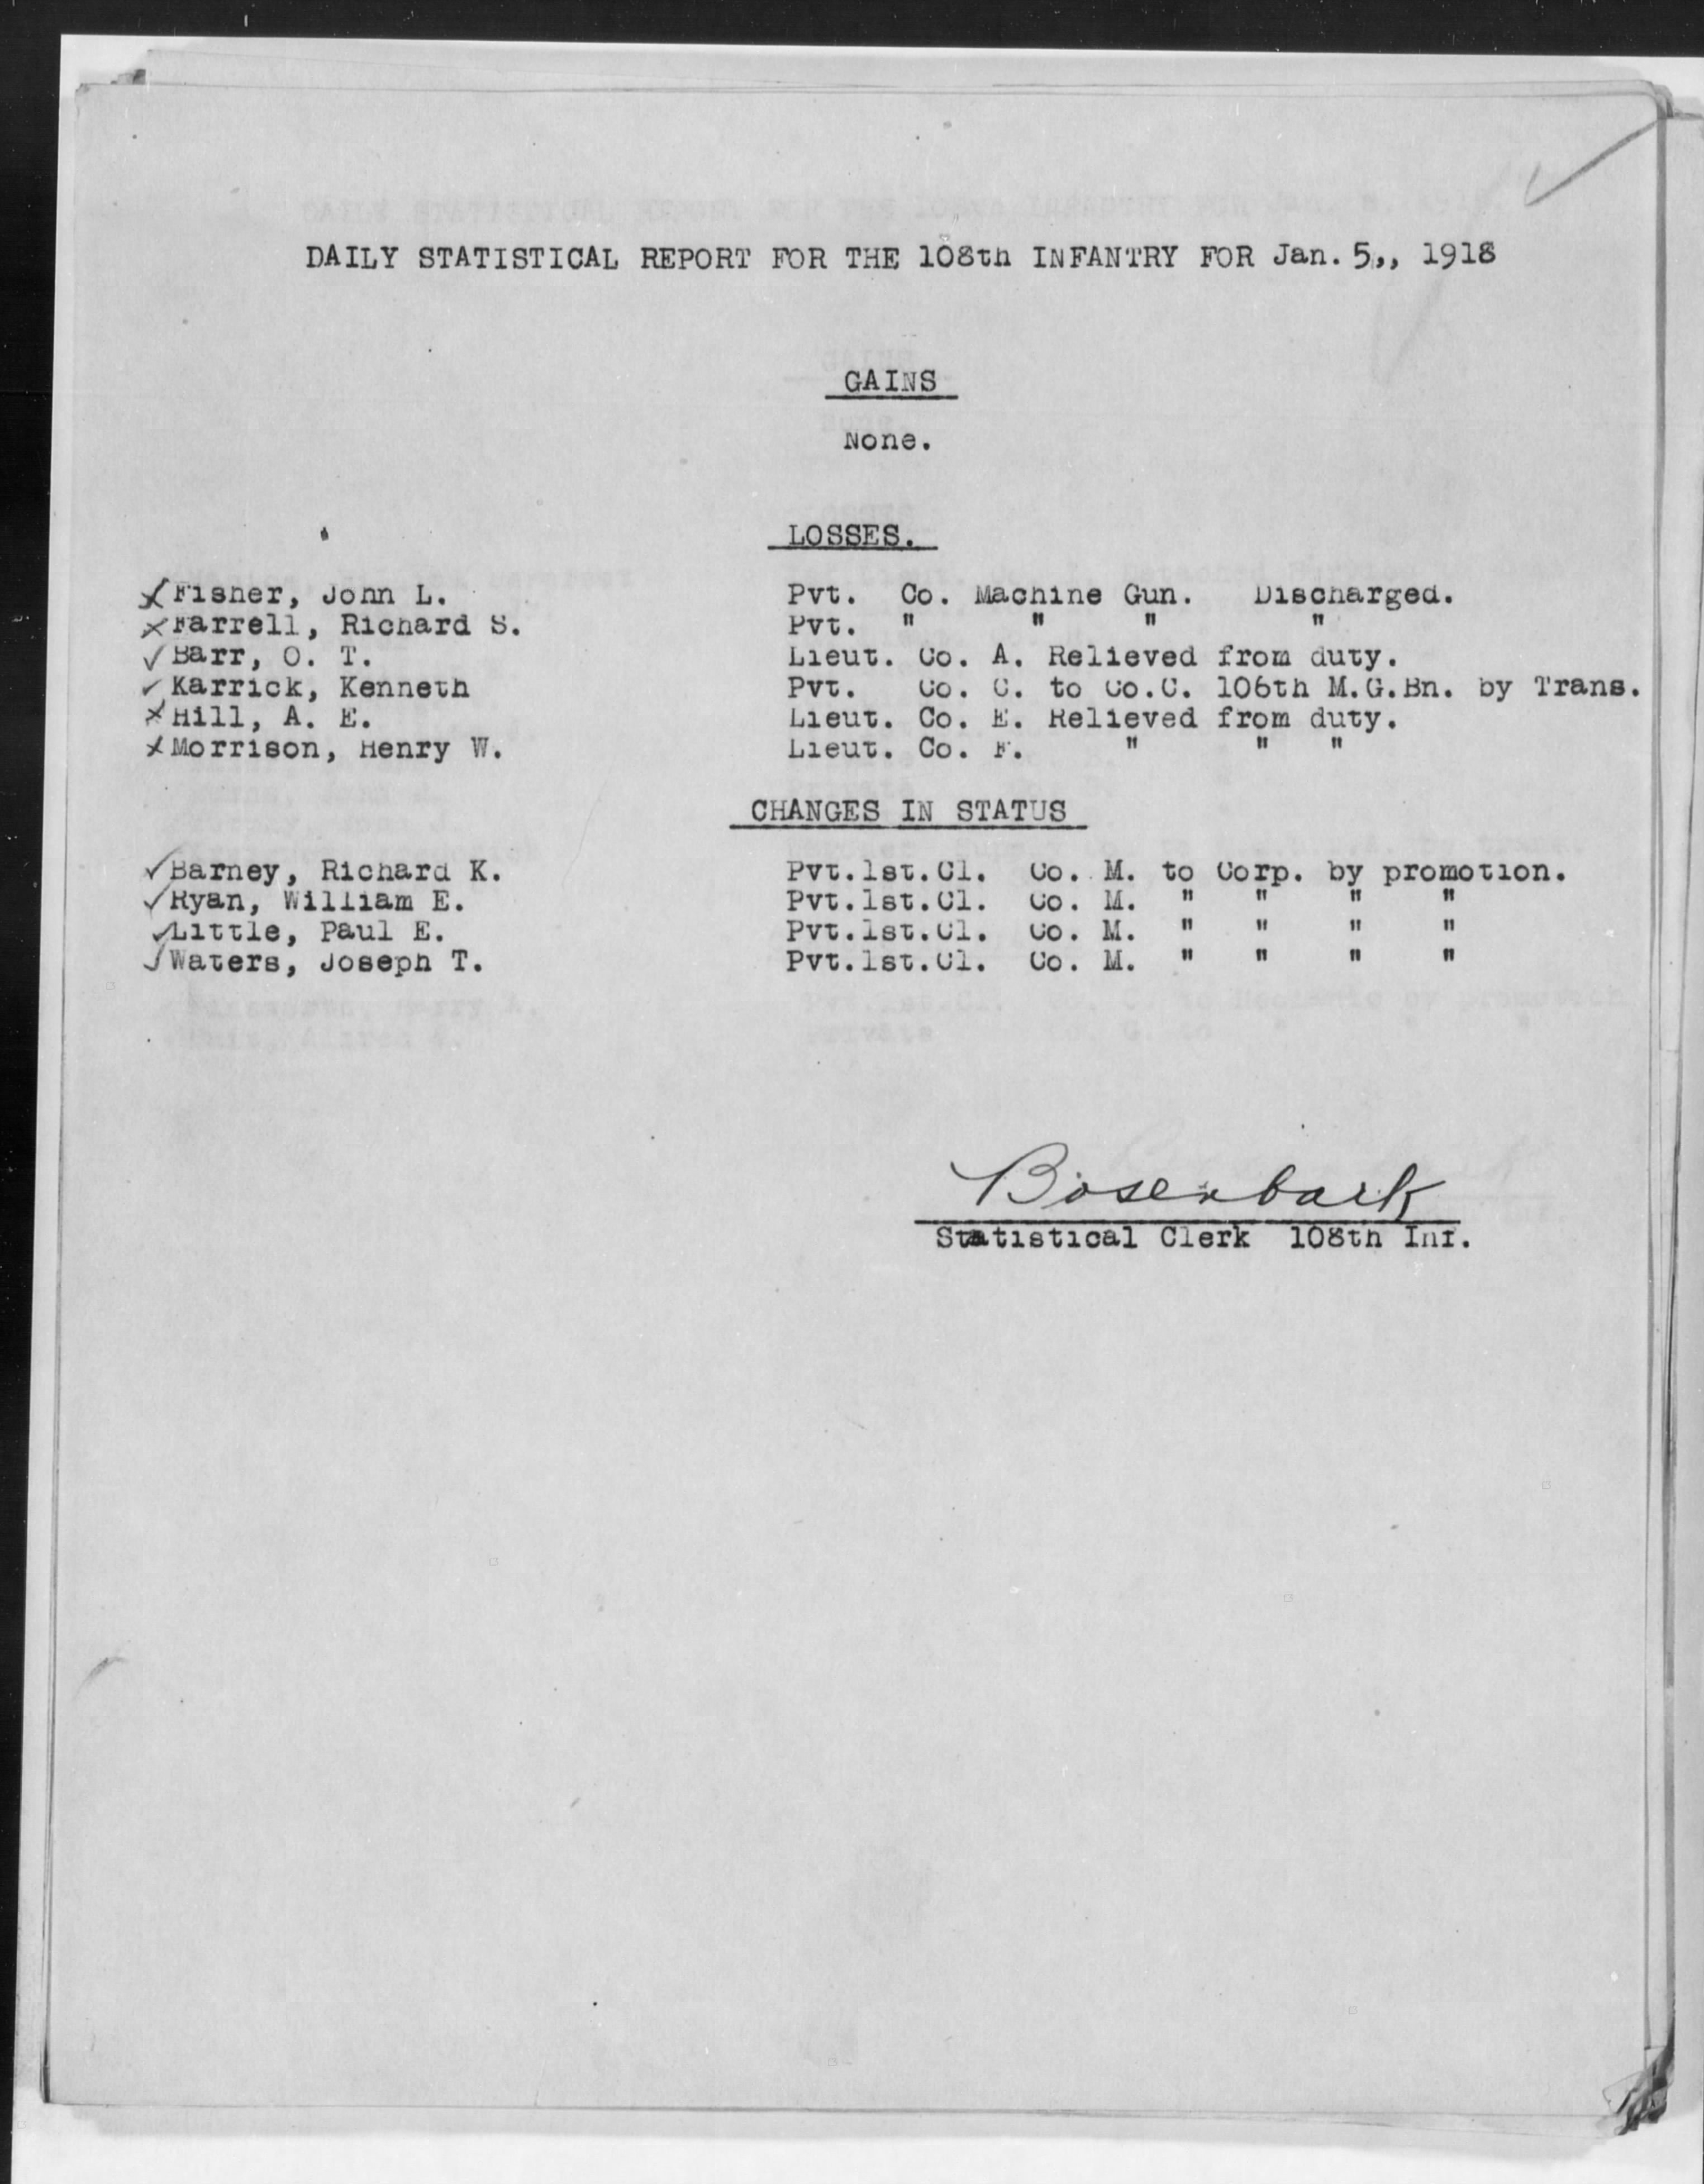 DAILY STATISTICAL REPORT FOR THE 108th INFANTRY FOR Jan. 5,, 1918
GAINS
None.
LOSSES.
Fisher, John L. Pvt. Co. Machine Gun. Discharged.
Farrell, Richard S. Pvt. " " " "
Barr, O. T. Lieut. Co. A. Relieved from duty.
Karrick, Kenneth Pvt. Co. C. to Co.C. 106th M.G.Bn. by Trans.
Hill, A. E. Lieut. Co. E. Relieved from duty.
Morrison, Henry W. Lieut. Co. F. " " "
CHANGES IN STATUS
Barney, Richard K. Pvt.1st.Cl. Co. M. to Corp. by promotion.
Ryan, William E. Pvt.1st.Cl. Co. M. " " " "
Little, Paul E. Pvt.1st.Cl. Co. M. " " " "
Waters, Joseph T. Pvt.1st.Cl. Co. M. " " " "
Bosenbark
Statistical Clerk 108th Inf.